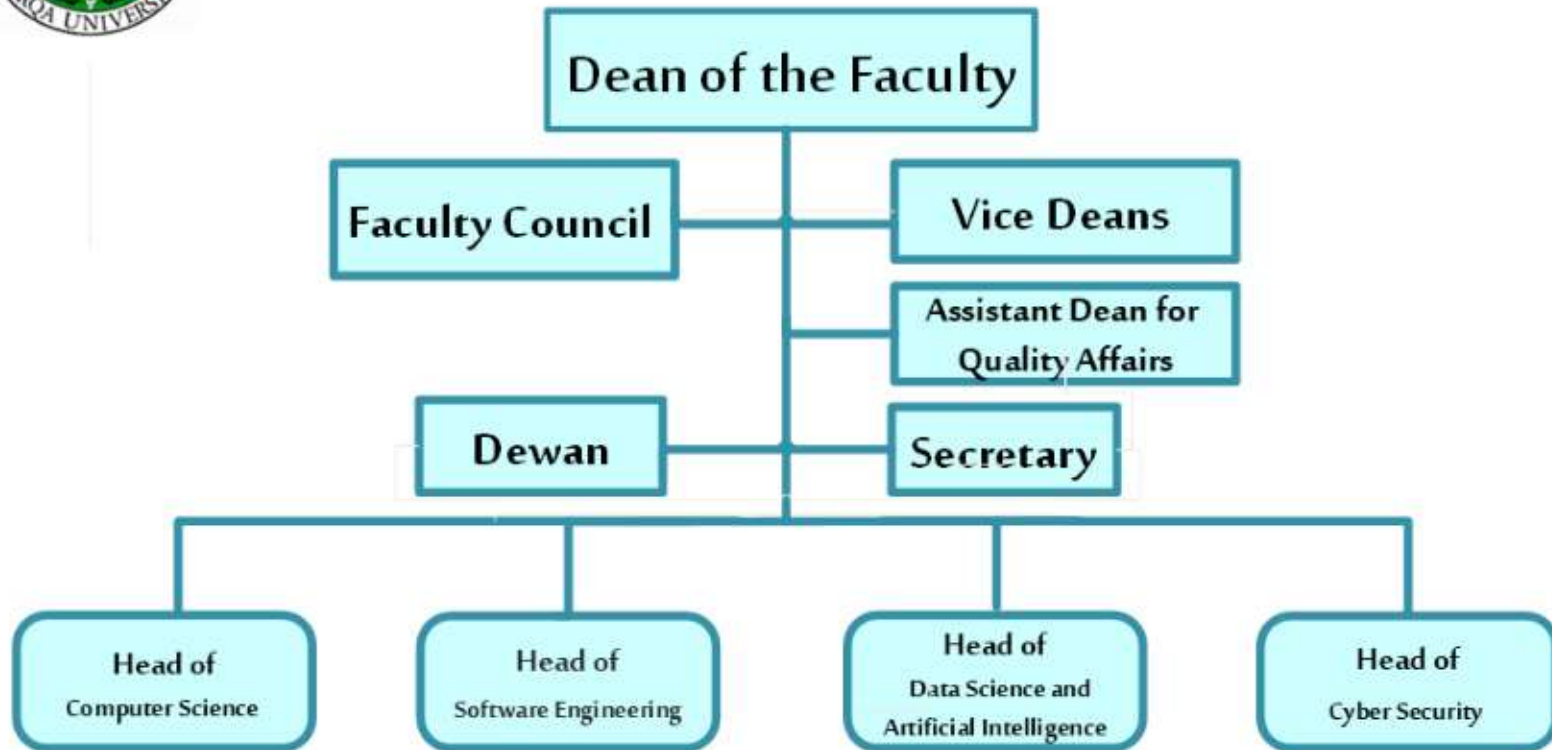 UNIVERSI
Dean of the Faculty
Faculty Council
Vice Deans
Assistant Dean for
Quality Affairs
Dewan
Secretary
Head of
Computer Science
Head of
Software Engineering
Head of
Data Science and
Artificial Intelligence
Head of
Cyber Security